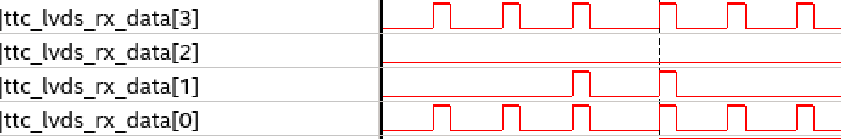 |ttc_lvds_rx_data[3]
|ttc_lvds_rx_data[2]
|ttc_lvds_rx_data[1]
|ttc_lvds_rx_data[0]